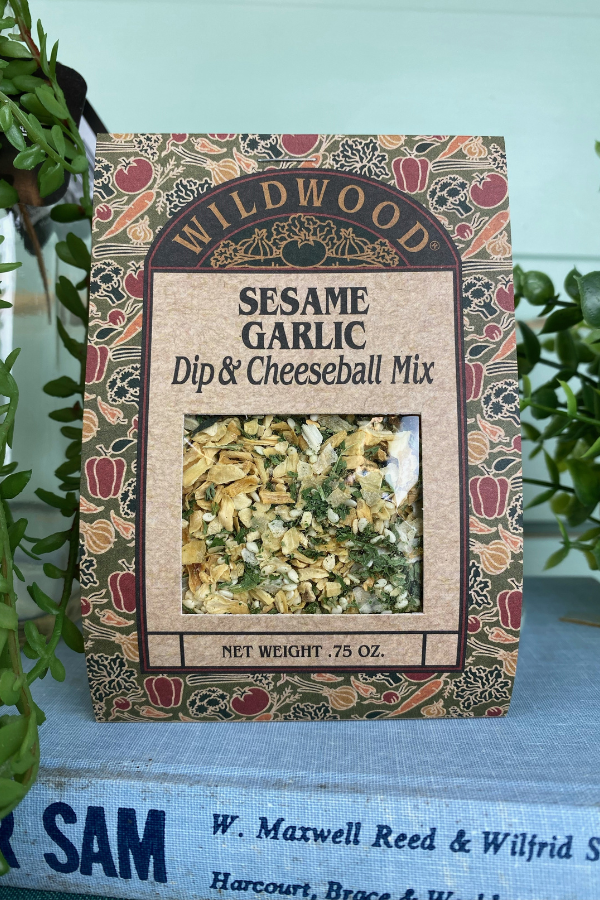 WILDWOOD®
SESAME
GARLIC
Dip & Cheeseball Mix
NET WEIGHT .75 OZ.
SAM
W. Maxwell Reed & Wilfrid S
Harcourt, Brace &